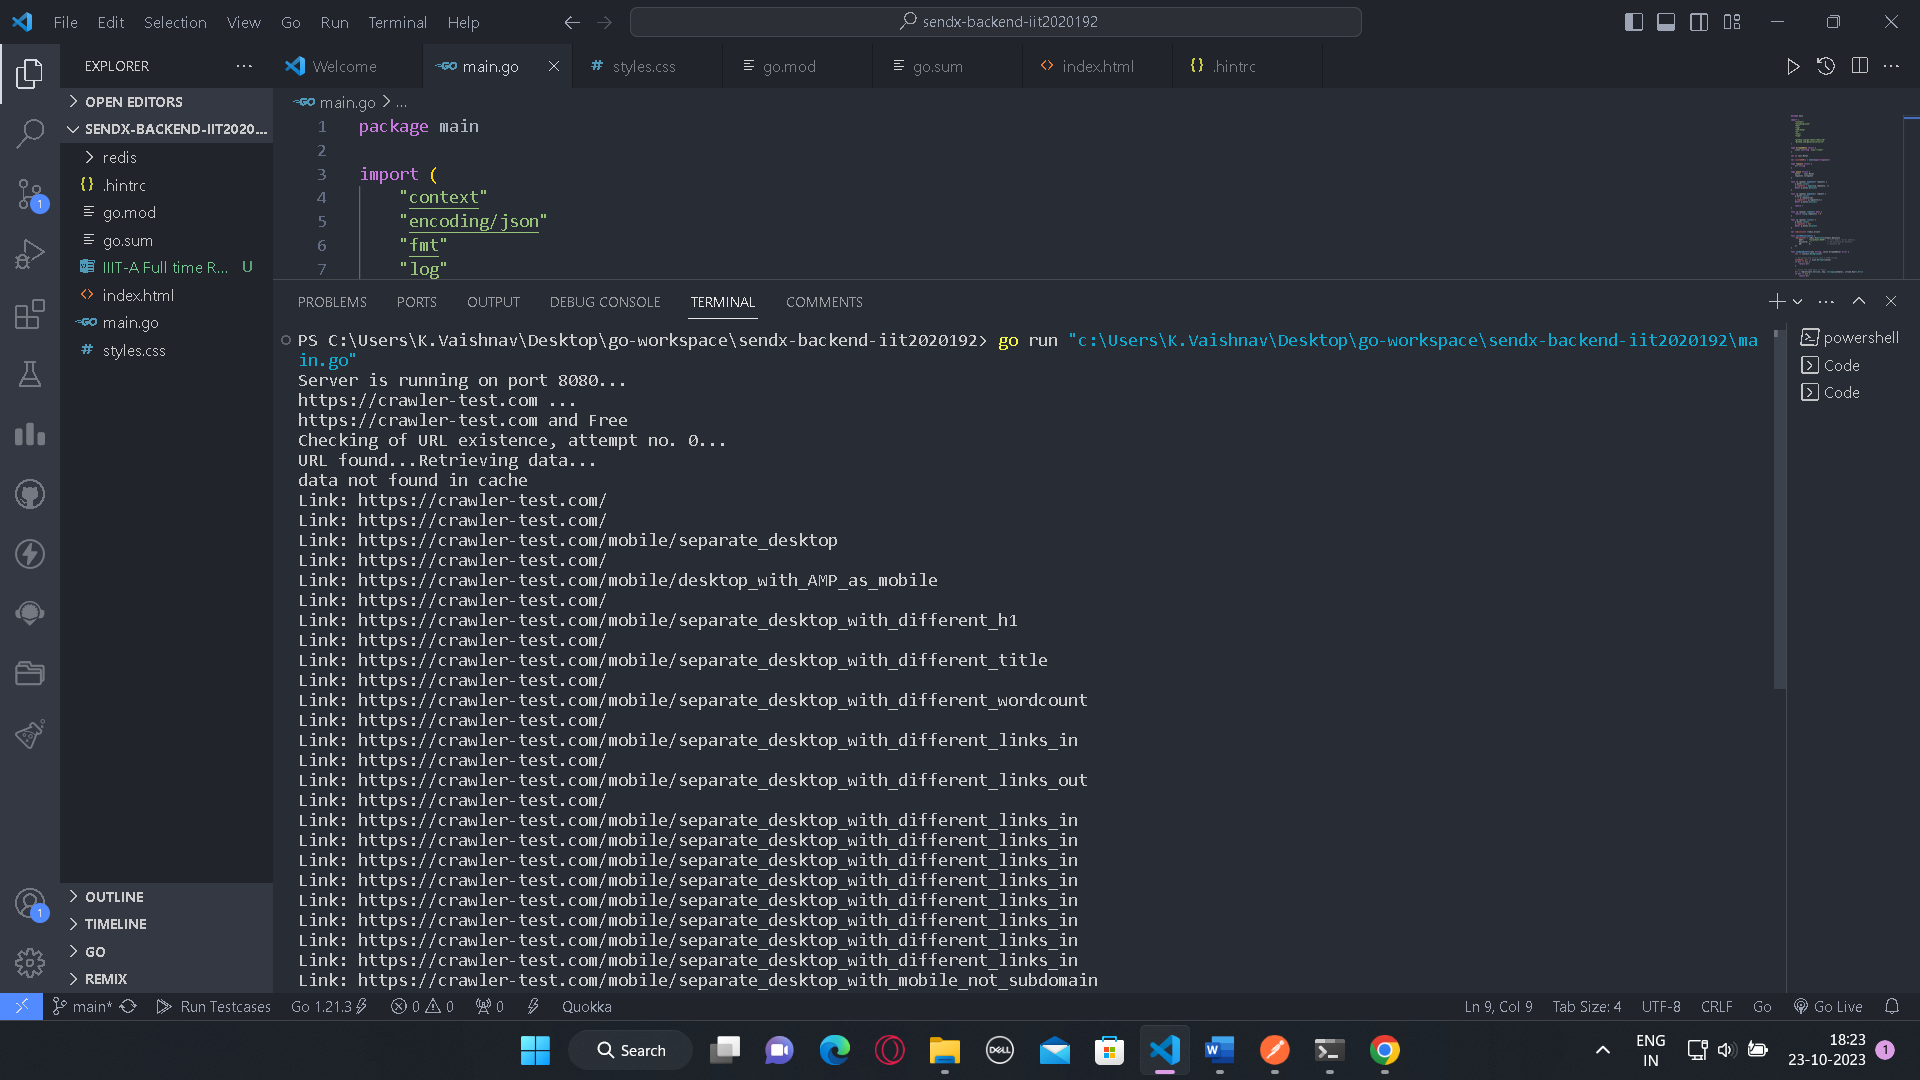 File Edit Selection View Go Run Terminal Help
sendx-backend-iit2020192
EXPLORER
Welcome
main.go
styles.css
go.mod
go.sum
index.html
.hintrc
OPEN EDITORS
SENDX-BACKEND-IIT2020...
redis
.hintrc
go.mod
go.sum
IIIT-A Full time R... U
index.html
main.go
styles.css
OUTLINE
TIMELINE
GO
REMIX
main.go > ...
1 package main
2
3 import (
4 "context"
5 "encoding/json"
6 "fmt"
7 "log"
PROBLEMS PORTS OUTPUT DEBUG CONSOLE TERMINAL COMMENTS
PS C:\Users\K.Vaishnav\Desktop\go-workspace\sendx-backend-iit2020192> go run "c:\Users\K.Vaishnav\Desktop\go-workspace\sendx-backend-iit2020192\ma
in.go"
Server is running on port 8080...
https://crawler-test.com ...
https://crawler-test.com and Free
Checking of URL existence, attempt no. 0...
URL found...Retrieving data...
data not found in cache
Link: https://crawler-test.com/
Link: https://crawler-test.com/
Link: https://crawler-test.com/mobile/separate_desktop
Link: https://crawler-test.com/
Link: https://crawler-test.com/mobile/desktop_with_AMP_as_mobile
Link: https://crawler-test.com/
Link: https://crawler-test.com/mobile/separate_desktop_with_different_h1
Link: https://crawler-test.com/
Link: https://crawler-test.com/mobile/separate_desktop_with_different_title
Link: https://crawler-test.com/
Link: https://crawler-test.com/mobile/separate_desktop_with_different_wordcount
Link: https://crawler-test.com/
Link: https://crawler-test.com/mobile/separate_desktop_with_different_links_in
Link: https://crawler-test.com/
Link: https://crawler-test.com/mobile/separate_desktop_with_different_links_out
Link: https://crawler-test.com/
Link: https://crawler-test.com/mobile/separate_desktop_with_different_links_in
Link: https://crawler-test.com/mobile/separate_desktop_with_different_links_in
Link: https://crawler-test.com/mobile/separate_desktop_with_different_links_in
Link: https://crawler-test.com/mobile/separate_desktop_with_different_links_in
Link: https://crawler-test.com/mobile/separate_desktop_with_different_links_in
Link: https://crawler-test.com/mobile/separate_desktop_with_different_links_in
Link: https://crawler-test.com/mobile/separate_desktop_with_different_links_in
Link: https://crawler-test.com/mobile/separate_desktop_with_different_links_in
Link: https://crawler-test.com/mobile/separate_desktop_with_mobile_not_subdomain
powershell
Code
Code
1
1
main* Run Testcases Go 1.21.3 0 0 0 Quokka Ln 9, Col 9 Tab Size: 4 UTF-8 CRLF Go Go Live
Search
DELL
ENG
IN
18:23
23-10-2023
1